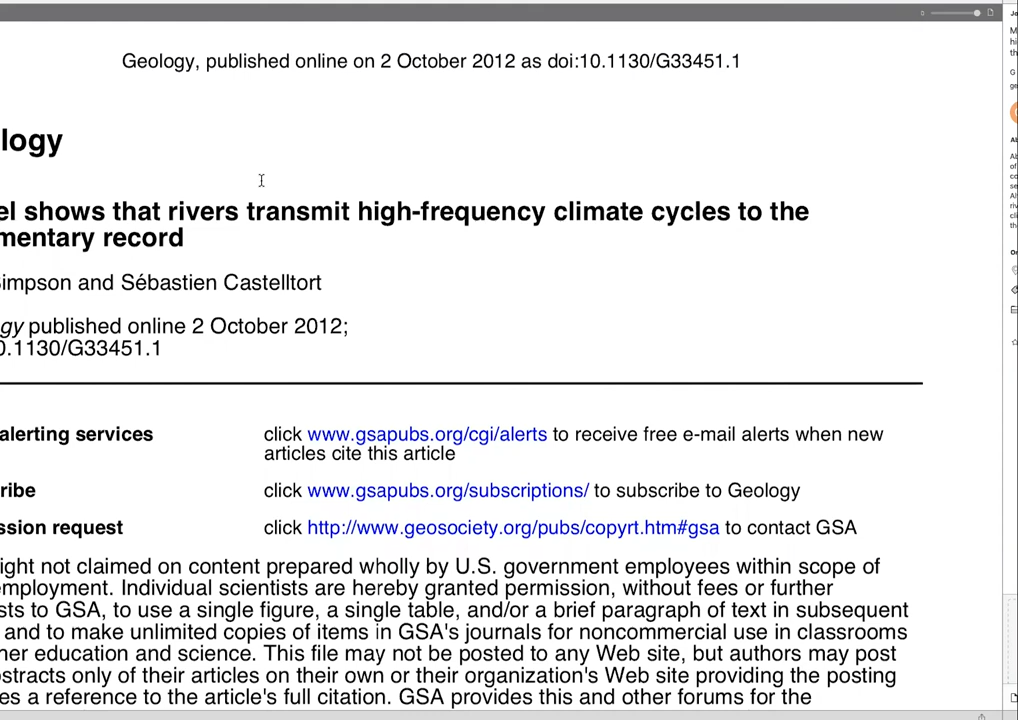 Geology, published online on 2 October 2012 as doi:10.1130/G33451.1
logy
el shows that rivers transmit high-frequency climate cycles to the
mentary record
Simpson and Sébastien Castelltort
gy published online 2 October 2012;
0.1130/G33451.1
alerting services
click www.gsapubs.org/cgi/alerts to receive free e-mail alerts when new
articles cite this article
ribe
click www.gsapubs.org/subscriptions/ to subscribe to Geology
ssion request
click http://www.geosociety.org/pubs/copyrt.htm#gsa to contact GSA
ight not claimed on content prepared wholly by U.S. government employees within scope of
employment. Individual scientists are hereby granted permission, without fees or further
sts to GSA, to use a single figure, a single table, and/or a brief paragraph of text in subsequent
and to make unlimited copies of items in GSA's journals for noncommercial use in classrooms
her education and science. This file may not be posted to any Web site, but authors may post
stracts only of their articles on their own or their organization's Web site providing the posting
es a reference to the article's full citation. GSA provides this and other forums for the